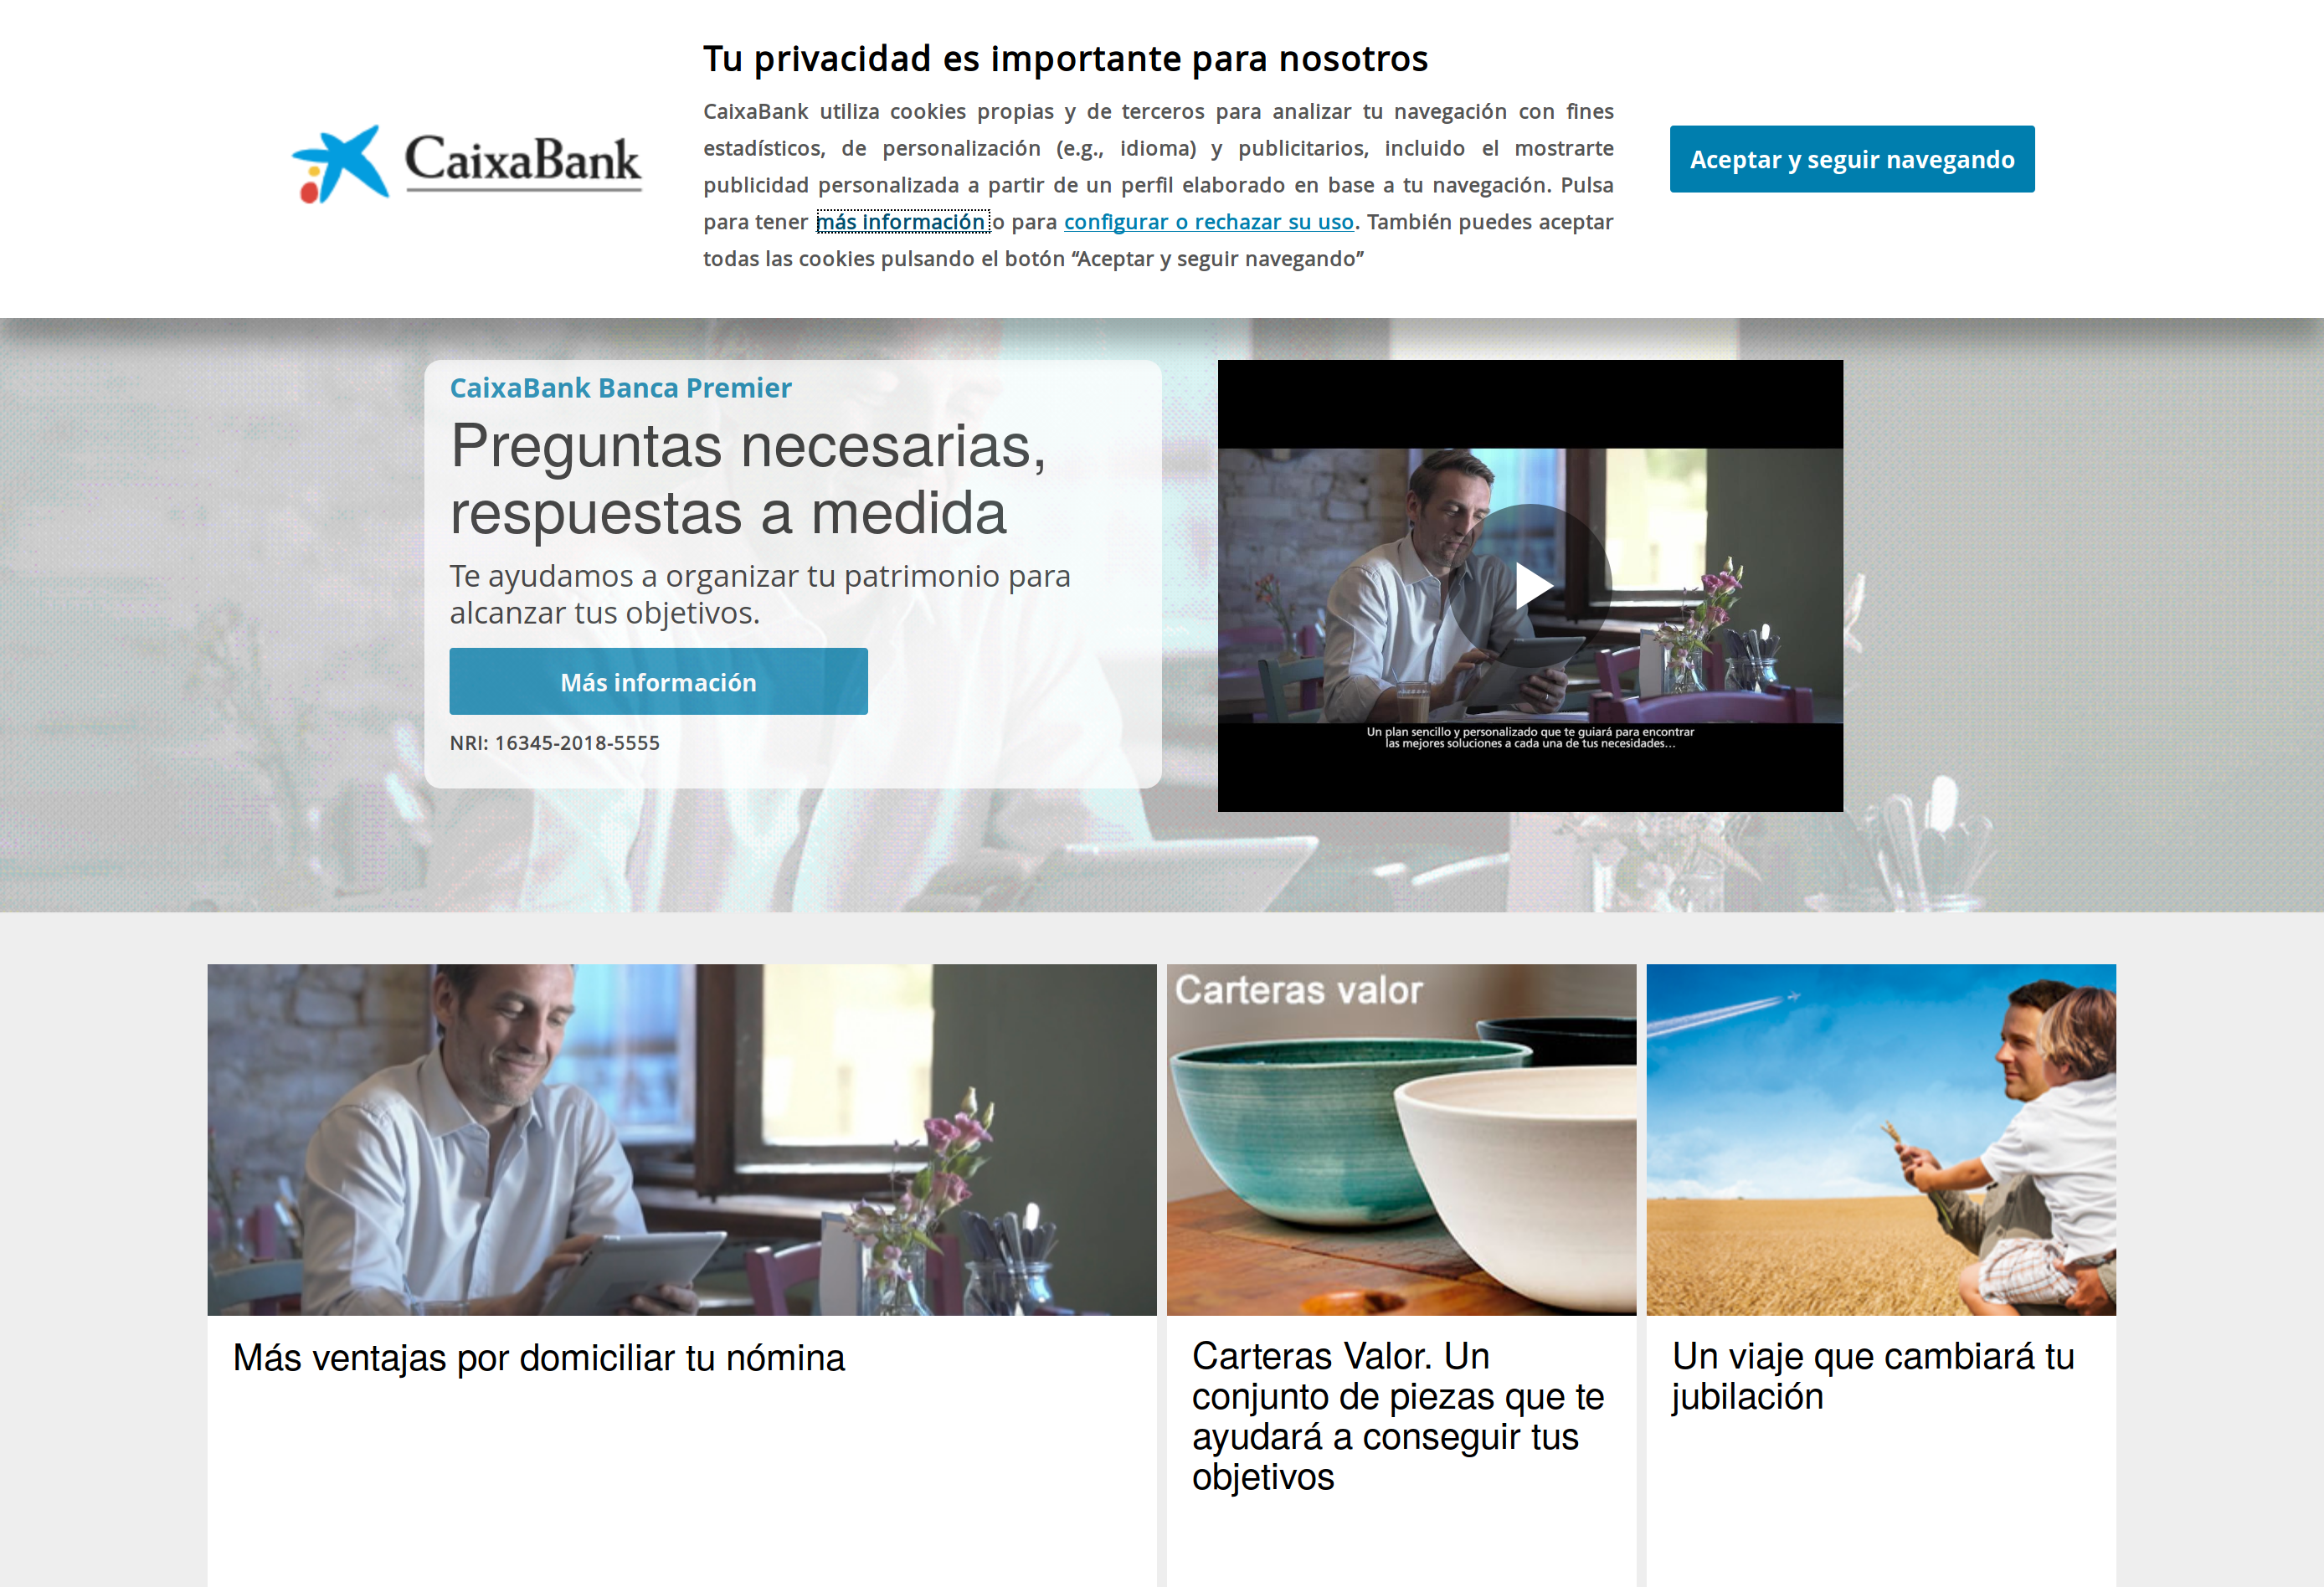 CaixaBank
Tu privacidad es importante para nosotros
CaixaBank utiliza cookies propias y de terceros para analizar tu navegación con fines
estadísticos, de personalización (e.g., idioma) y publicitarios, incluido el mostrarte
publicidad personalizada a partir de un perfil elaborado en base a tu navegación. Pulsa
para tener más información o para configurar o rechazar su uso. También puedes aceptar
todas las cookies pulsando el botón “Aceptar y seguir navegando”
Aceptar y seguir navegando
CaixaBank Banca Premier
Preguntas necesarias,
respuestas a medida
Te ayudamos a organizar tu patrimonio para
alcanzar tus objetivos.
Más información
NRI: 16345-2018-5555
Un plan sencillo y personalizado que te guiará para encontrar
las mejores soluciones a cada una de tus necesidades...
Más ventajas por domiciliar tu nómina
Carteras valor
Carteras Valor. Un
conjunto de piezas que te
ayudará a conseguir tus
objetivos
Un viaje que cambiará tu
jubilación